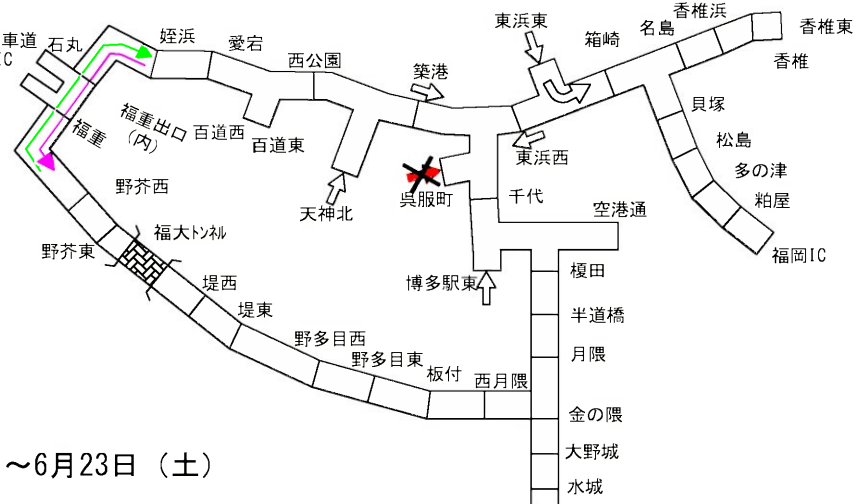 香椎浜
香椎東
東浜東
名島
箱崎
車道
石丸
姪浜
愛宕
西公園
香椎
IC
築港
貝塚
福重
福重出口
(内)
百道西
百道東
東浜西
松島
多の津
粕屋
野芥西
呉服町
千代
天神北
空港通
福岡IC
野芥東
福大トンネル
榎田
堤西
博多駅東
堤東
半道橋
野多目西
野多目東
月隈
板付
西月隈
金の隈
~6月23日 (土)
大野城
水城